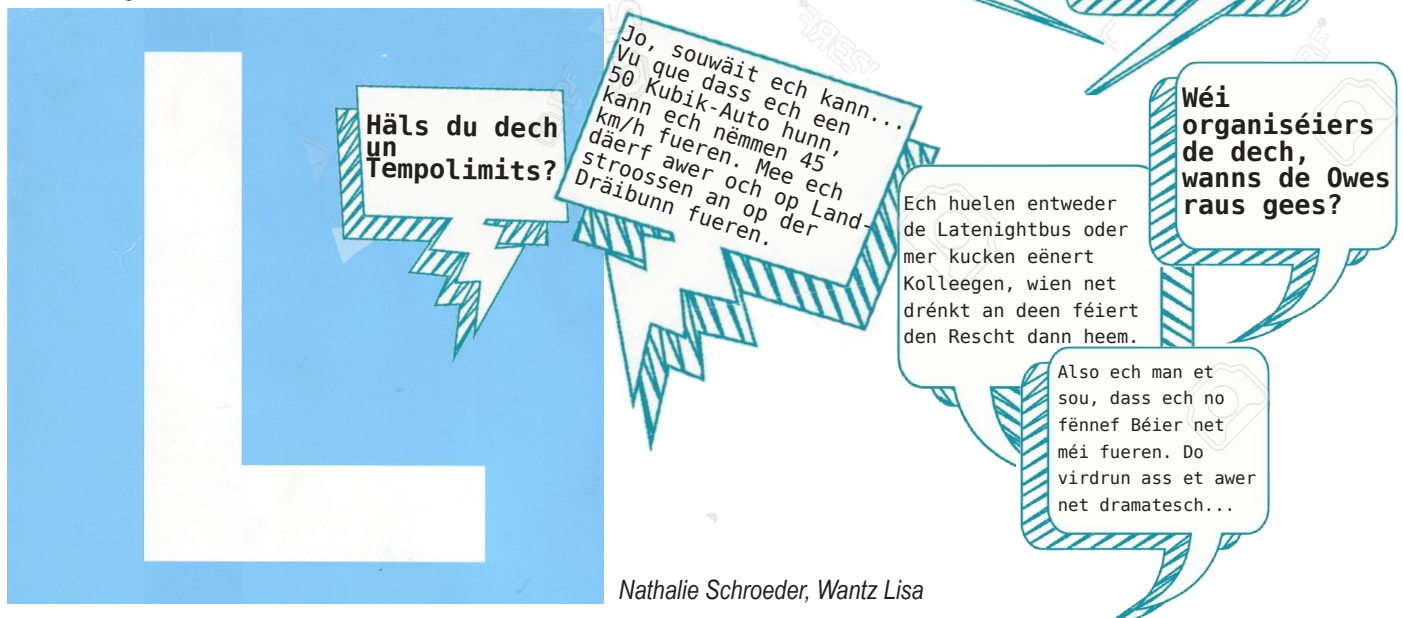 L
Häls du dech
un
Tempolimits?
Jo, souwäit ech kann...
Vu que dass ech een
50 Kubik-Auto hunn,
kann ech nëmmen 45
km/h fueren. Mee ech
däerf awer och op Land-
stroossen an op der
Dräibunn fueren.
Wéi
organiséiers
de dech,
wanns de Owes
raus gees?
Ech huelen entweder
de Latenightbus oder
mer kucken eënert
Kolleegen, wien net
drénkt an deen féiert
den Rescht dann heem.
Also ech man et
sou, dass ech no
fënnef Béier net
méi fueren. Do
virdrun ass et awer
net dramatesch...
Nathalie Schroeder, Wantz Lisa